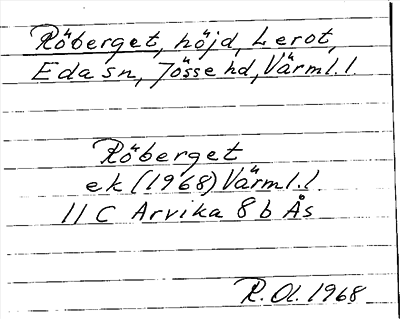 Röberget, höjd, Lerot,
Eda sn, Jösse hd, Värml.l.
Röberget
ek (1968) Värml.l.
11 C Arvika 8 b Ås
R.Ol. 1968